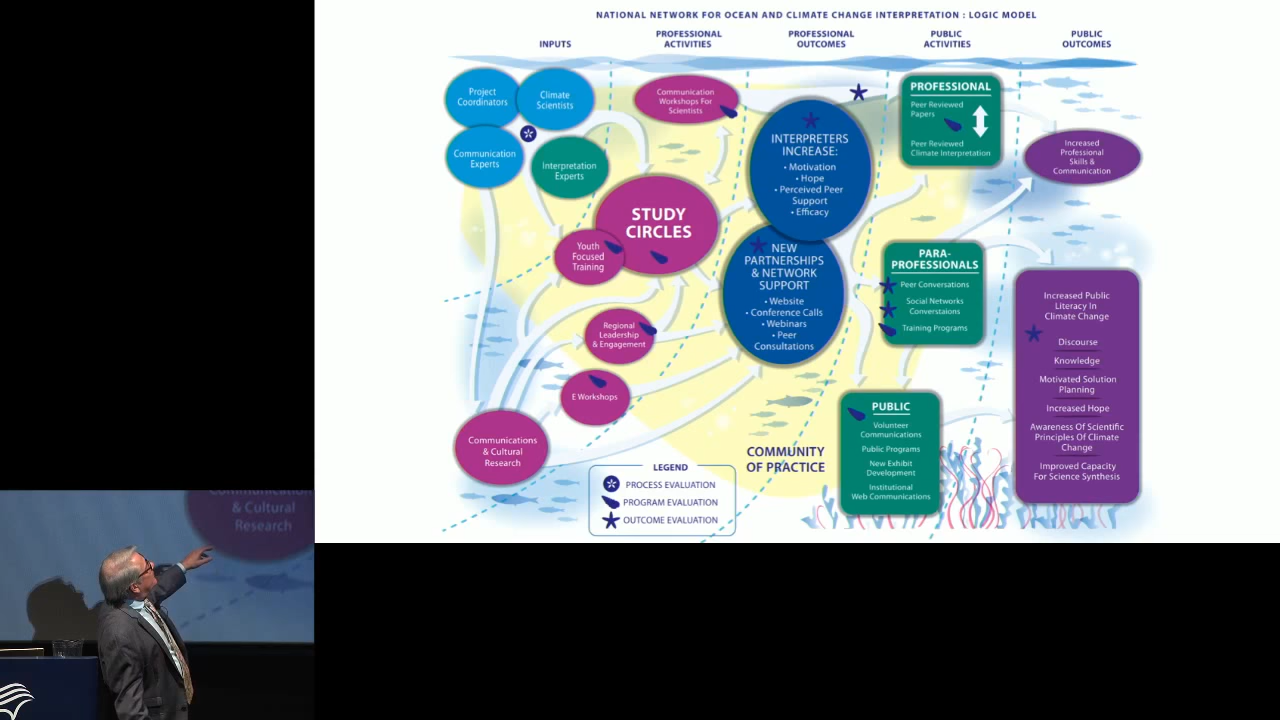 NATIONAL NETWORK FOR OCEAN AND CLIMATE CHANGE INTERPRETATION : LOGIC MODEL
INPUTS
PROFESSIONAL
ACTIVITIES
PROFESSIONAL
OUTCOMES
PUBLIC
ACTIVITIES
PUBLIC
OUTCOMES
Project
Coordinators
Climate
Scientists
Communication
Experts
Interpretation
Experts
Communication
Workshops For
Scientists
STUDY
CIRCLES
Youth
Focused
Training
Regional
Leadership
& Engagement
E Workshops
Communications
& Cultural
Research
INTERPRETERS
INCREASE:
• Motivation
• Hope
• Perceived Peer
Support
• Efficacy
NEW
PARTNERSHIPS
& NETWORK
SUPPORT
• Website
• Conference Calls
• Webinars
• Peer
Consultations
PROFESSIONAL
Peer Reviewed
Papers
Peer Reviewed
Climate Interpretation
PARA-
PROFESSIONALS
Peer Conversations
Social Networks
Converstaions
Training Programs
PUBLIC
Volunteer
Communications
Public Programs
New Exhibit
Development
Institutional
Web Communications
Increased
Professional
Skills &
Communication
Increased Public
Literacy In
Climate Change
Discourse
Knowledge
Motivated Solution
Planning
Increased Hope
Awareness Of Scientific
Principles Of Climate
Change
Improved Capacity
For Science Synthesis
COMMUNITY
OF PRACTICE
LEGEND
PROCESS EVALUATION
PROGRAM EVALUATION
OUTCOME EVALUATION
Communication
& Cultural
Research